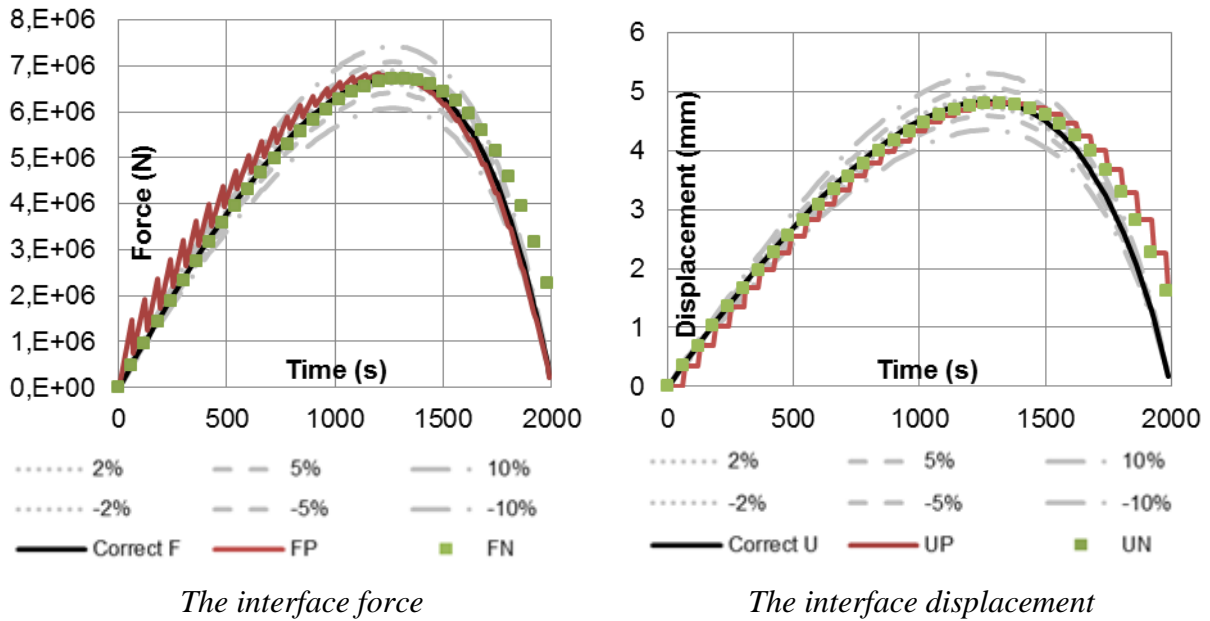 8,E+06
7,E+06
6,E+06
5,E+06
4,E+06
3,E+06
2,E+06
1,E+06
0,E+00
Force (N)
Time (s)
0 500 1000 1500 2000
2% 5% 10%
-2% -5% -10%
Correct F FP FN
The interface force
6
5
4
3
2
1
0
Displacement (mm)
Time (s)
0 500 1000 1500 2000
2% 5% 10%
-2% -5% -10%
Correct U UP UN
The interface displacement